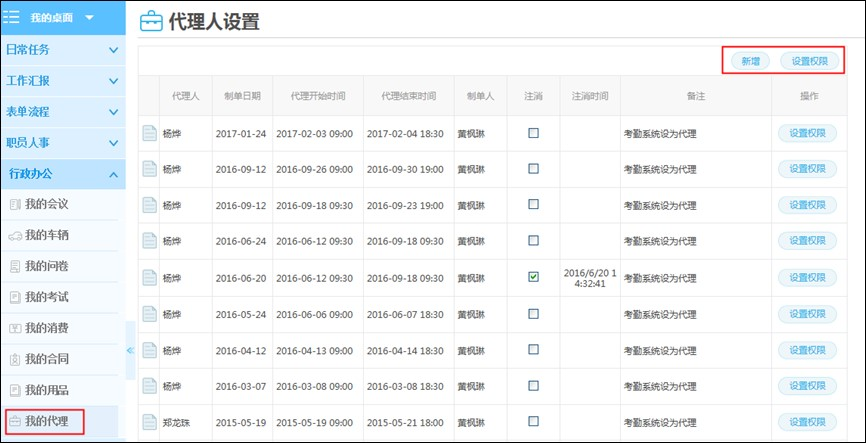 我的桌面
日常任务
工作汇报
表单流程
职员人事
行政办公
我的会议
我的车辆
我的问卷
我的考试
我的消费
我的合同
我的用品
我的代理
代理人设置
新增 设置权限
代理人 制单日期 代理开始时间 代理结束时间 制单人 注消 注消时间 备注 操作
杨烨 2017-01-24 2017-02-03 09:00 2017-02-04 18:30 黄枫琳 考勤系统设为代理 设置权限
杨烨 2016-09-12 2016-09-26 09:00 2016-09-30 19:00 黄枫琳 考勤系统设为代理 设置权限
杨烨 2016-09-12 2016-09-18 09:30 2016-09-23 19:00 黄枫琳 考勤系统设为代理 设置权限
杨烨 2016-06-24 2016-06-12 09:30 2016-09-18 09:30 黄枫琳 考勤系统设为代理 设置权限
杨烨 2016-06-20 2016-06-12 09:30 2016-09-18 09:30 黄枫琳 2016/6/20 1
4:32:41 考勤系统设为代理 设置权限
杨烨 2016-05-24 2016-06-06 09:00 2016-06-07 18:30 黄枫琳 考勤系统设为代理 设置权限
杨烨 2016-04-12 2016-04-13 09:00 2016-04-14 18:30 黄枫琳 考勤系统设为代理 设置权限
杨烨 2016-03-07 2016-03-08 09:00 2016-03-08 18:30 黄枫琳 考勤系统设为代理 设置权限
郑龙珠 2015-05-19 2015-05-19 09:00 2015-05-21 18:00 黄枫琳 考勤系统设为代理 设置权限